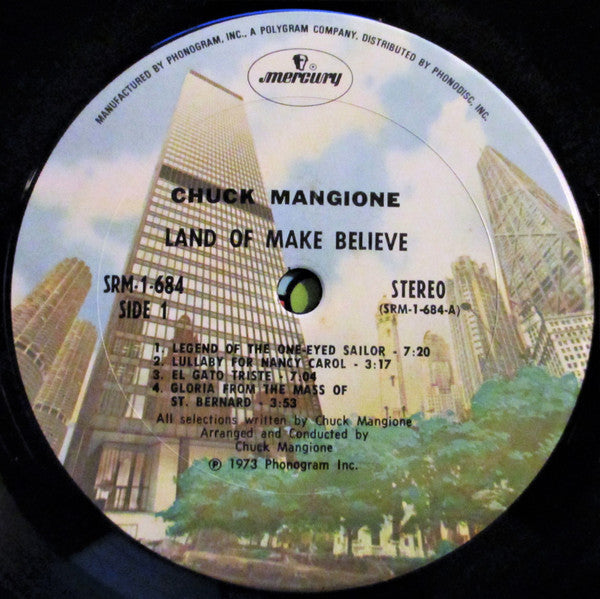 MANUFACTURED BY PHONOGRAM, INC., A POLYGRAM COMPANY. DISTRIBUTED BY PHONODISC, INC.
mercury
CHUCK MANGIONE
LAND OF MAKE BELIEVE
SRM-1-684
SIDE 1
STEREO
(SRM-1-684-A)
1. LEGEND OF THE ONE-EYED SAILOR - 7:20
2. LULLABY FOR NANCY CAROL - 3:17
3. EL GATO TRISTE - 7:04
4. GLORIA FROM THE MASS OF
ST. BERNARD - 3:53
All selections written by Chuck Mangione
Arranged and Conducted by
Chuck Mangione
℗ 1973 Phonogram Inc.